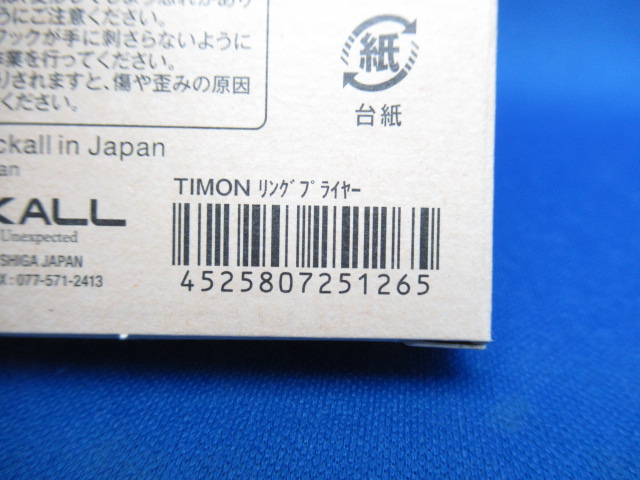 うにご注意ください。
フックが手に刺さらないように
作業を行ってください。
りされますと、傷や歪みの原因
ください。
紙
台紙
ckall in Japan
an
KALL
Unexpected
SHIGA JAPAN
X : 077-571-2413
TIMON ﾘﾝｸﾞﾌﾟﾗｲﾔｰ
4525807251265